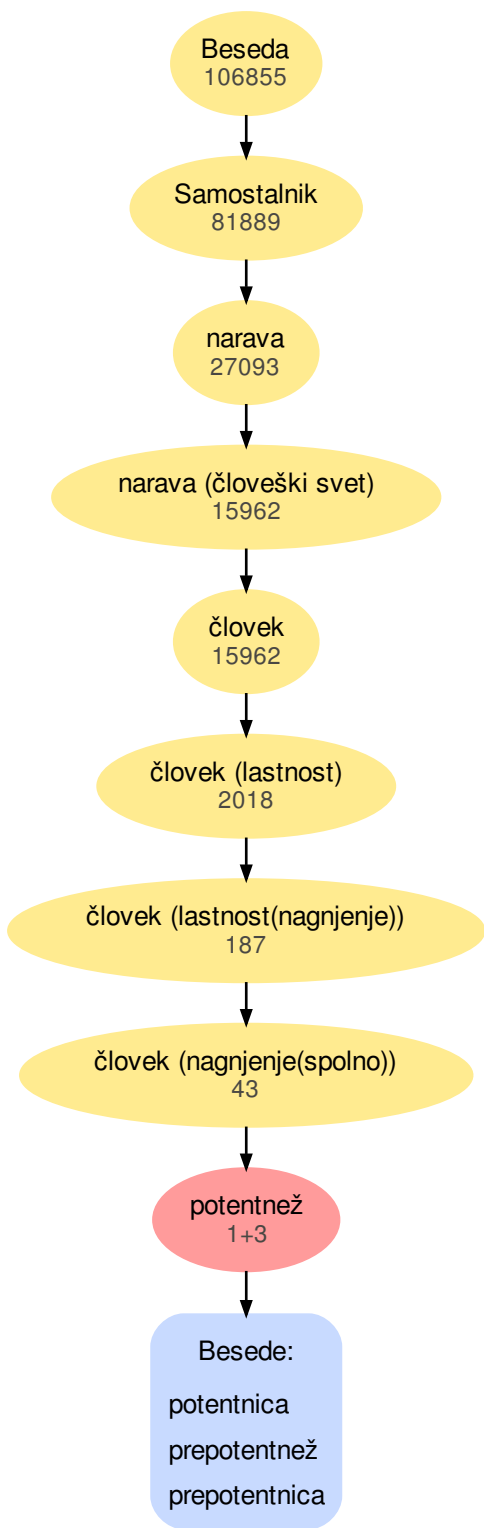 Beseda
106855
Samostalnik
81889
narava
27093
narava (človeški svet)
15962
človek
15962
človek (lastnost)
2018
človek (lastnost(nagnjenje))
187
človek (nagnjenje(spolno))
43
potentnež
1+3
Besede:
potentnica
prepotentnež
prepotentnica